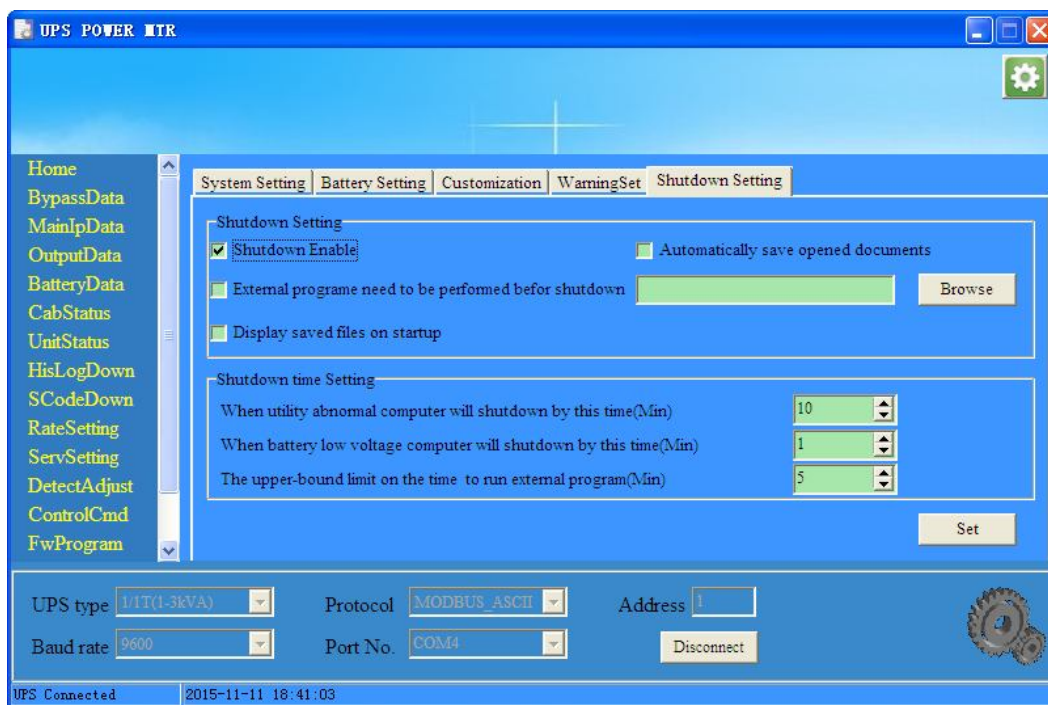 UPS POWER MTR
Home
BypassData
MainIpData
OutputData
BatteryData
CabStatus
UnitStatus
HisLogDown
SCodeDown
RateSetting
ServSetting
DetectAdjust
ControlCmd
FwProgram
System Setting Battery Setting Customization WarningSet Shutdown Setting
Shutdown Setting
Shutdown Enable Automatically save opened documents
External programe need to be performed befor shutdown Browse
Display saved files on startup
Shutdown time Setting
When utility abnormal computer will shutdown by this time(Min) 10
When battery low voltage computer will shutdown by this time(Min) 1
The upper-bound limit on the time to run external program(Min) 5
Set
UPS type 1/1T(1-3kVA) Protocol MODBUS_ASCII Address 1
Baud rate 9600 Port No. COM4 Disconnect
UPS Connected 2015-11-11 18:41:03